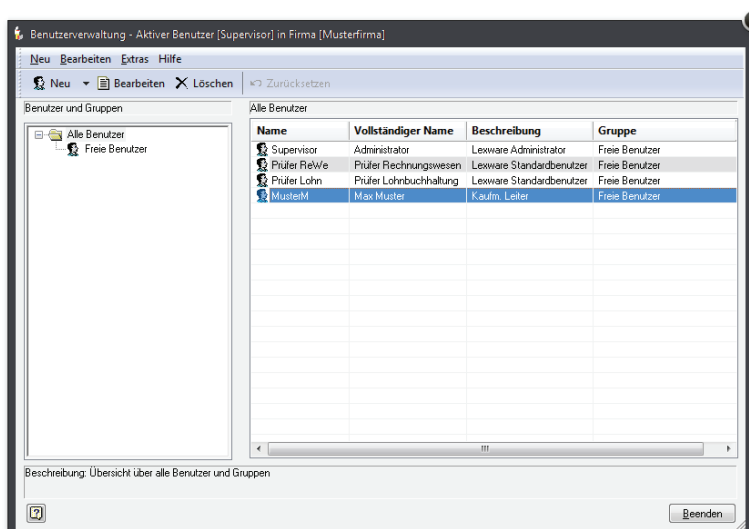 Benutzerverwaltung - Aktiver Benutzer [Supervisor] in Firma [Musterfirma]
Neu Bearbeiten Extras Hilfe
Neu Bearbeiten Löschen Zurücksetzen
Benutzer und Gruppen
Alle Benutzer
Freie Benutzer
Alle Benutzer
Name Vollständiger Name Beschreibung Gruppe
Supervisor Administrator Lexware Administrator Freie Benutzer
Prüfer ReWe Prüfer Rechnungswesen Lexware Standardbenutzer Freie Benutzer
Prüfer Lohn Prüfer Lohnbuchhaltung Lexware Standardbenutzer Freie Benutzer
MusterM Max Muster Kaufm. Leiter Freie Benutzer
Beschreibung: Übersicht über alle Benutzer und Gruppen
Beenden